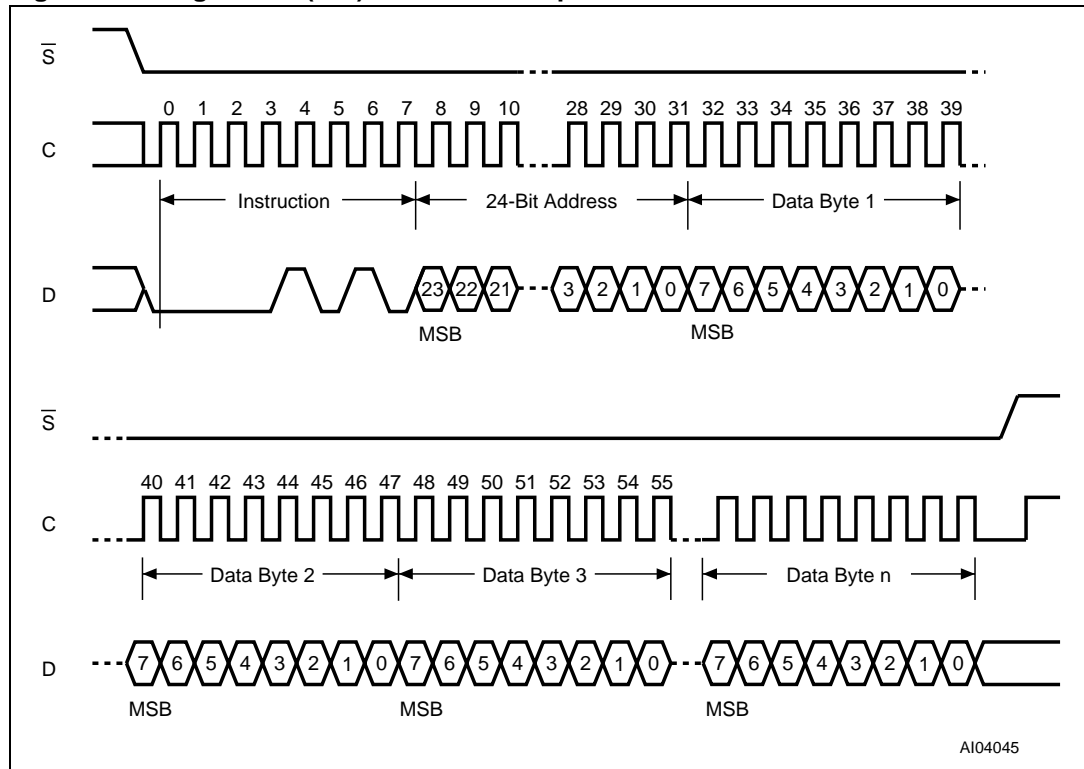 S
0 1 2 3 4 5 6 7 8 9 10 28 29 30 31 32 33 34 35 36 37 38 39
C
Instruction 24-Bit Address Data Byte 1
D
23 22 21 3 2 1 0 7 6 5 4 3 2 1 0
MSB MSB
S
40 41 42 43 44 45 46 47 48 49 50 51 52 53 54 55
C
Data Byte 2 Data Byte 3 Data Byte n
D
7 6 5 4 3 2 1 0 7 6 5 4 3 2 1 0 7 6 5 4 3 2 1 0
MSB MSB MSB
AI04045